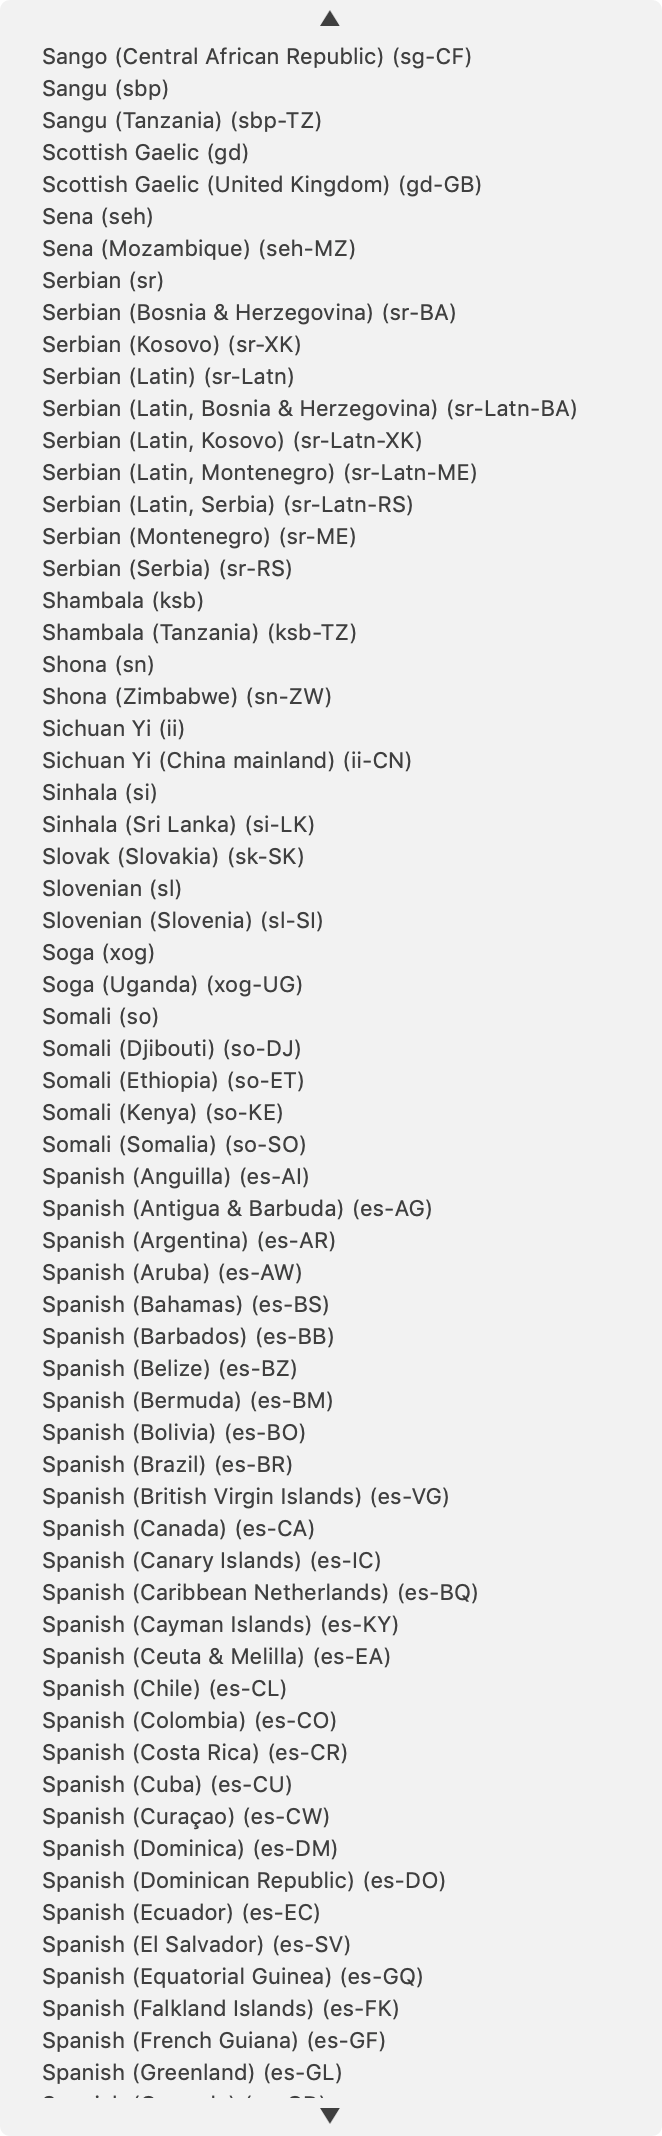 Sango (Central African Republic) (sg-CF)
Sangu (sbp)
Sangu (Tanzania) (sbp-TZ)
Scottish Gaelic (gd)
Scottish Gaelic (United Kingdom) (gd-GB)
Sena (seh)
Sena (Mozambique) (seh-MZ)
Serbian (sr)
Serbian (Bosnia & Herzegovina) (sr-BA)
Serbian (Kosovo) (sr-XK)
Serbian (Latin) (sr-Latn)
Serbian (Latin, Bosnia & Herzegovina) (sr-Latn-BA)
Serbian (Latin, Kosovo) (sr-Latn-XK)
Serbian (Latin, Montenegro) (sr-Latn-ME)
Serbian (Latin, Serbia) (sr-Latn-RS)
Serbian (Montenegro) (sr-ME)
Serbian (Serbia) (sr-RS)
Shambala (ksb)
Shambala (Tanzania) (ksb-TZ)
Shona (sn)
Shona (Zimbabwe) (sn-ZW)
Sichuan Yi (ii)
Sichuan Yi (China mainland) (ii-CN)
Sinhala (si)
Sinhala (Sri Lanka) (si-LK)
Slovak (Slovakia) (sk-SK)
Slovenian (sl)
Slovenian (Slovenia) (sl-SI)
Soga (xog)
Soga (Uganda) (xog-UG)
Somali (so)
Somali (Djibouti) (so-DJ)
Somali (Ethiopia) (so-ET)
Somali (Kenya) (so-KE)
Somali (Somalia) (so-SO)
Spanish (Anguilla) (es-AI)
Spanish (Antigua & Barbuda) (es-AG)
Spanish (Argentina) (es-AR)
Spanish (Aruba) (es-AW)
Spanish (Bahamas) (es-BS)
Spanish (Barbados) (es-BB)
Spanish (Belize) (es-BZ)
Spanish (Bermuda) (es-BM)
Spanish (Bolivia) (es-BO)
Spanish (Brazil) (es-BR)
Spanish (British Virgin Islands) (es-VG)
Spanish (Canada) (es-CA)
Spanish (Canary Islands) (es-IC)
Spanish (Caribbean Netherlands) (es-BQ)
Spanish (Cayman Islands) (es-KY)
Spanish (Ceuta & Melilla) (es-EA)
Spanish (Chile) (es-CL)
Spanish (Colombia) (es-CO)
Spanish (Costa Rica) (es-CR)
Spanish (Cuba) (es-CU)
Spanish (Curaçao) (es-CW)
Spanish (Dominica) (es-DM)
Spanish (Dominican Republic) (es-DO)
Spanish (Ecuador) (es-EC)
Spanish (El Salvador) (es-SV)
Spanish (Equatorial Guinea) (es-GQ)
Spanish (Falkland Islands) (es-FK)
Spanish (French Guiana) (es-GF)
Spanish (Greenland) (es-GL)